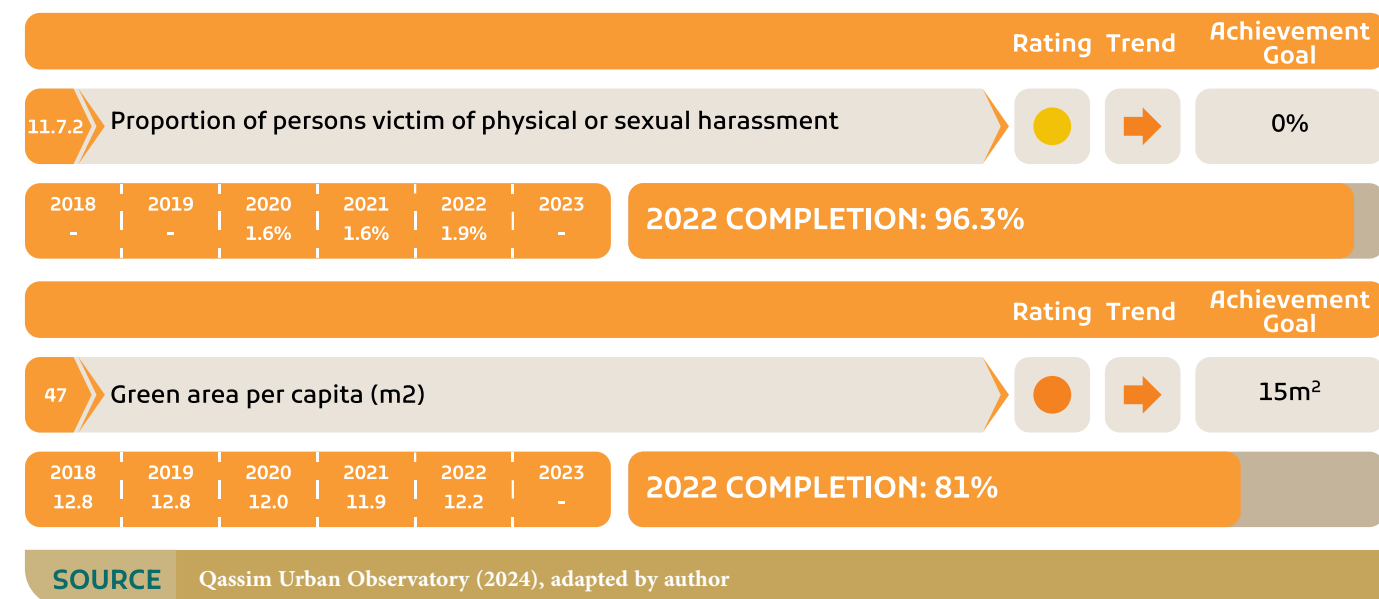 Rating Trend Achievement Goal
11.7.2 Proportion of persons victim of physical or sexual harassment 0%
2018 2019 2020 2021 2022 2023
- - 1.6% 1.6% 1.9% -
2022 COMPLETION: 96.3%
Rating Trend Achievement Goal
47 Green area per capita (m2) 15m²
2018 2019 2020 2021 2022 2023
12.8 12.8 12.0 11.9 12.2 -
2022 COMPLETION: 81%
SOURCE Qassim Urban Observatory (2024), adapted by author